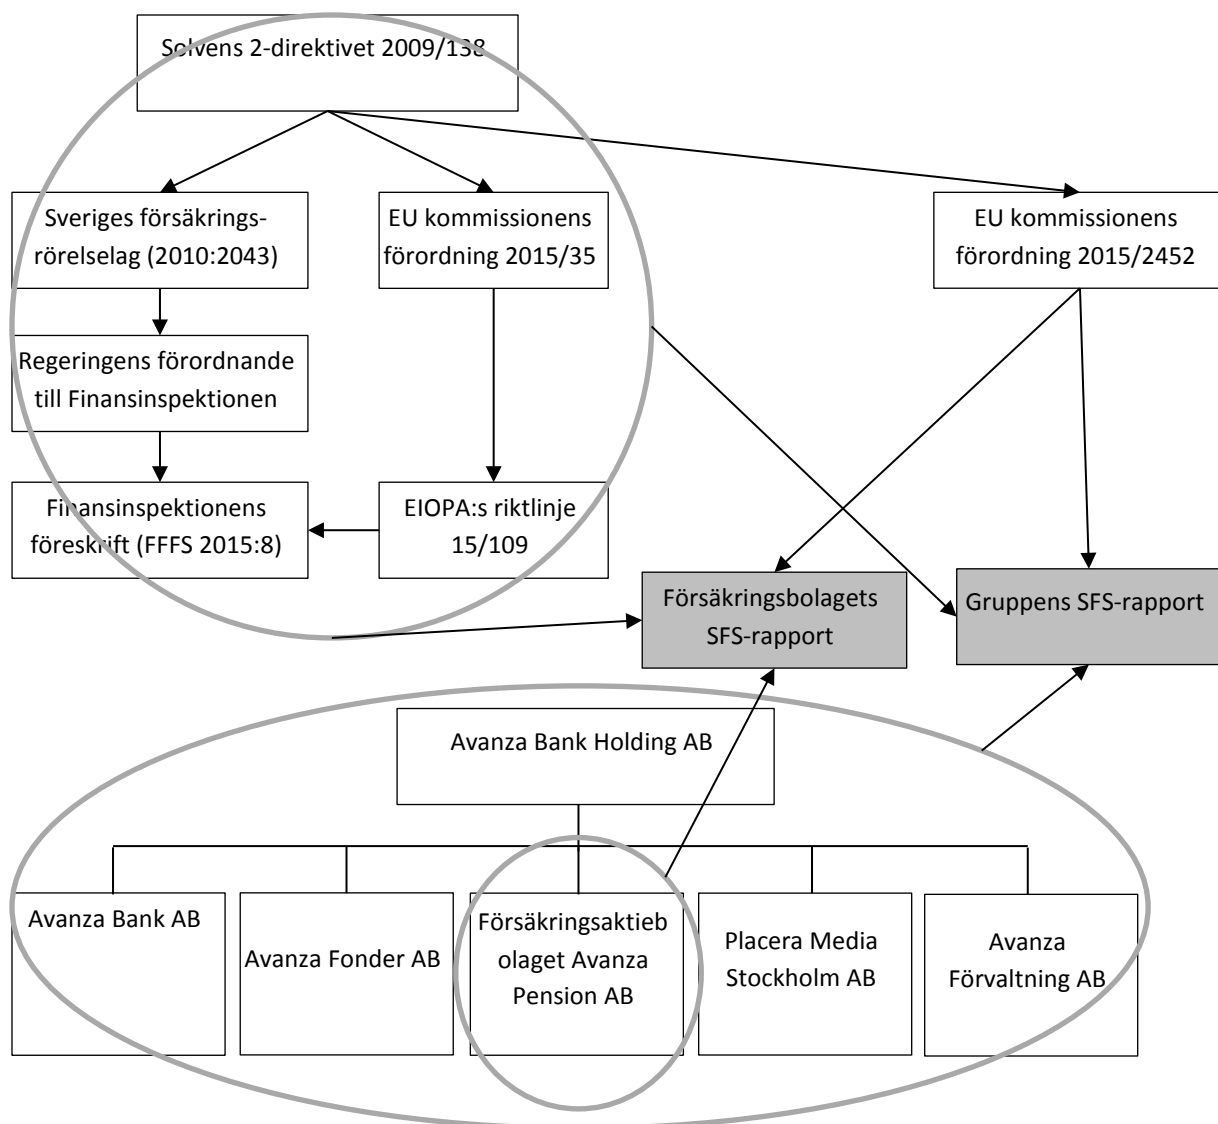 Solvens 2-direktivet 2009/138
Sveriges försäkrings-
rörelselag (2010:2043)
EU kommissionens
förordning 2015/35
EU kommissionens
förordning 2015/2452
Regeringens förordnande
till Finansinspektionen
Finansinspektionens
föreskrift (FFFS 2015:8)
EIOPA:s riktlinje
15/109
Försäkringsbolagets
SFS-rapport
Gruppens SFS-rapport
Avanza Bank Holding AB
Avanza Bank AB
Avanza Fonder AB
Försäkringsaktieb
olaget Avanza
Pension AB
Placera Media
Stockholm AB
Avanza
Förvaltning AB